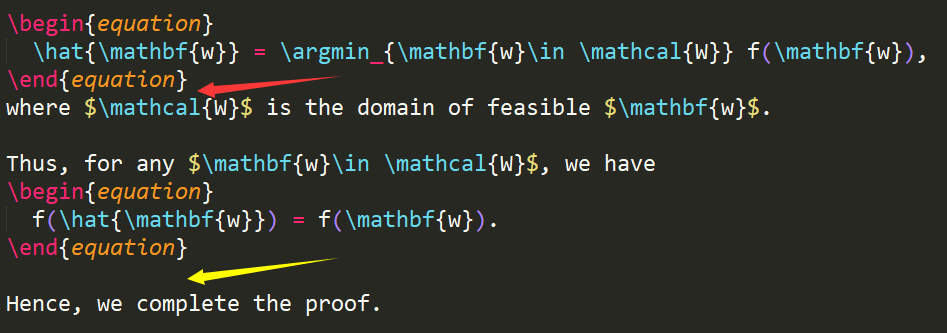 \begin{equation}
\hat{\mathbf{w}} = \argmin_{\mathbf{w}\in \mathcal{W}} f(\mathbf{w}),
\end{equation}
where $\mathcal{W}$ is the domain of feasible $\mathbf{w}$.
Thus, for any $\mathbf{w}\in \mathcal{W}$, we have
\begin{equation}
f(\hat{\mathbf{w}}) = f(\mathbf{w}).
\end{equation}
Hence, we complete the proof.